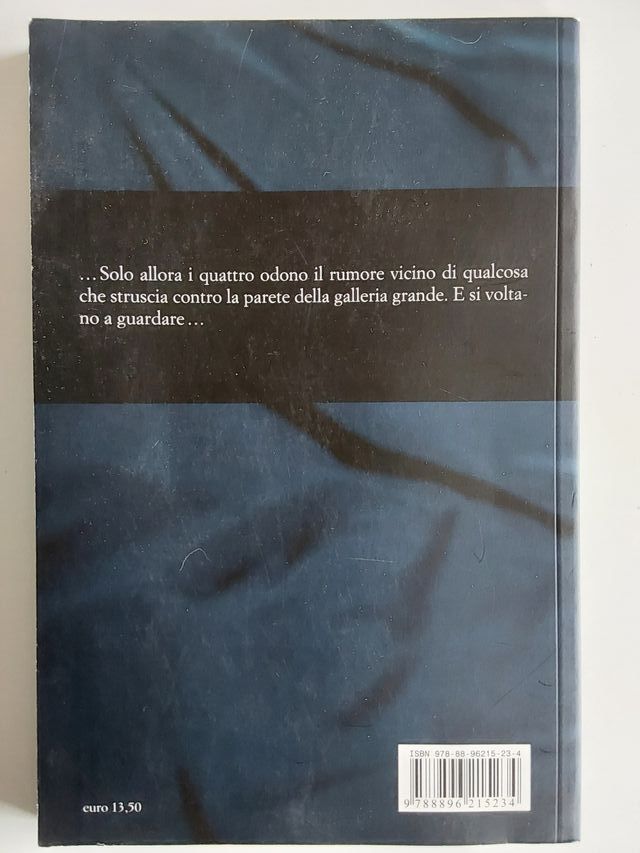 …Solo allora i quattro odono il rumore vicino di qualcosa
che struscia contro la parete della galleria grande. E si volta-
no a guardare…
ISBN 978-88-96215-23-4
9 788896 215234
euro 13,50